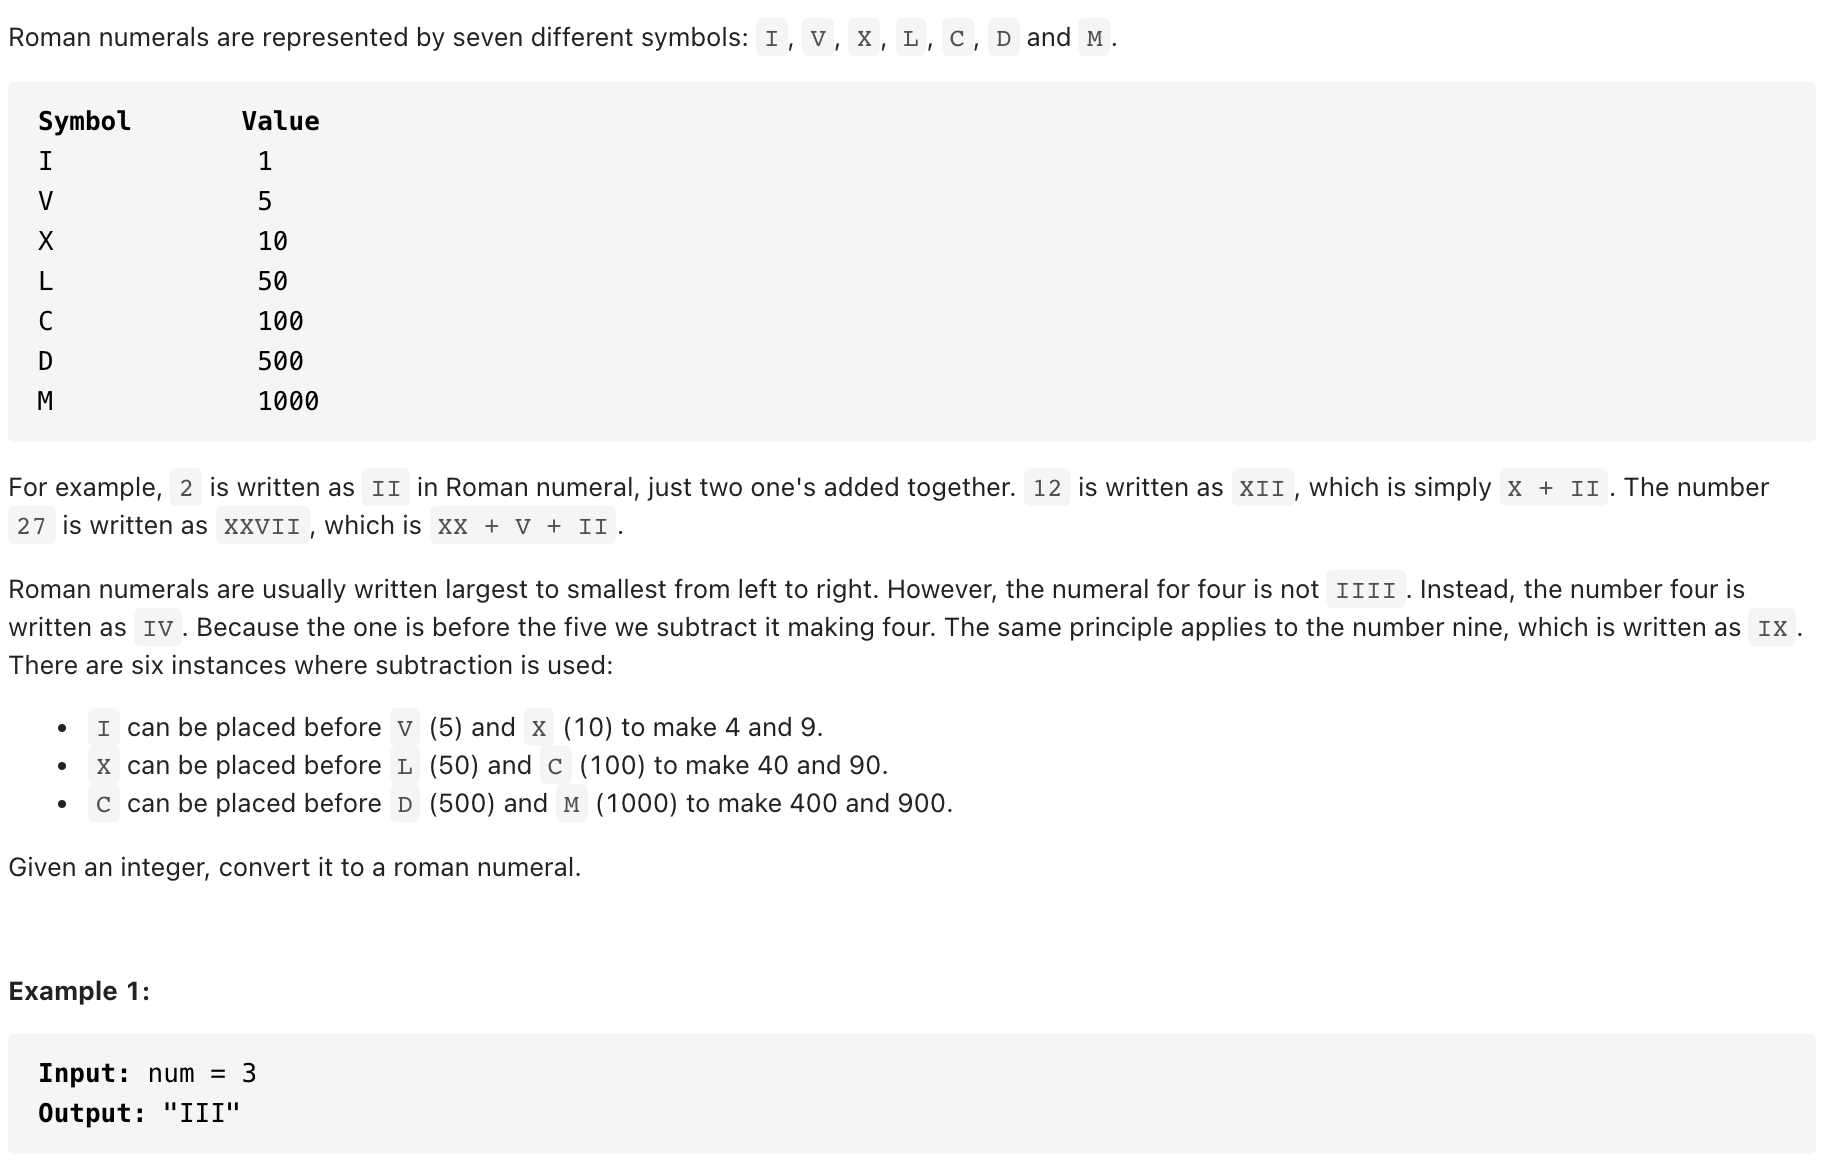 Roman numerals are represented by seven different symbols: I, V, X, L, C, D and M.
Symbol Value
I 1
V 5
X 10
L 50
C 100
D 500
M 1000
For example, 2 is written as II in Roman numeral, just two one's added together. 12 is written as XII, which is simply X + II. The number
27 is written as XXVII, which is XX + V + II.
Roman numerals are usually written largest to smallest from left to right. However, the numeral for four is not IIII. Instead, the number four is
written as IV. Because the one is before the five we subtract it making four. The same principle applies to the number nine, which is written as IX.
There are six instances where subtraction is used:
• I can be placed before V (5) and X (10) to make 4 and 9.
• X can be placed before L (50) and C (100) to make 40 and 90.
• C can be placed before D (500) and M (1000) to make 400 and 900.
Given an integer, convert it to a roman numeral.
Example 1:
Input: num = 3
Output: "III"